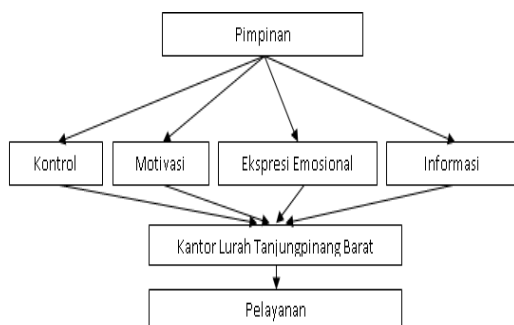 Pimpinan
Kontrol
Motivasi
Ekspresi Emosional
Informasi
Kantor Lurah Tanjungpinang Barat
Pelayanan